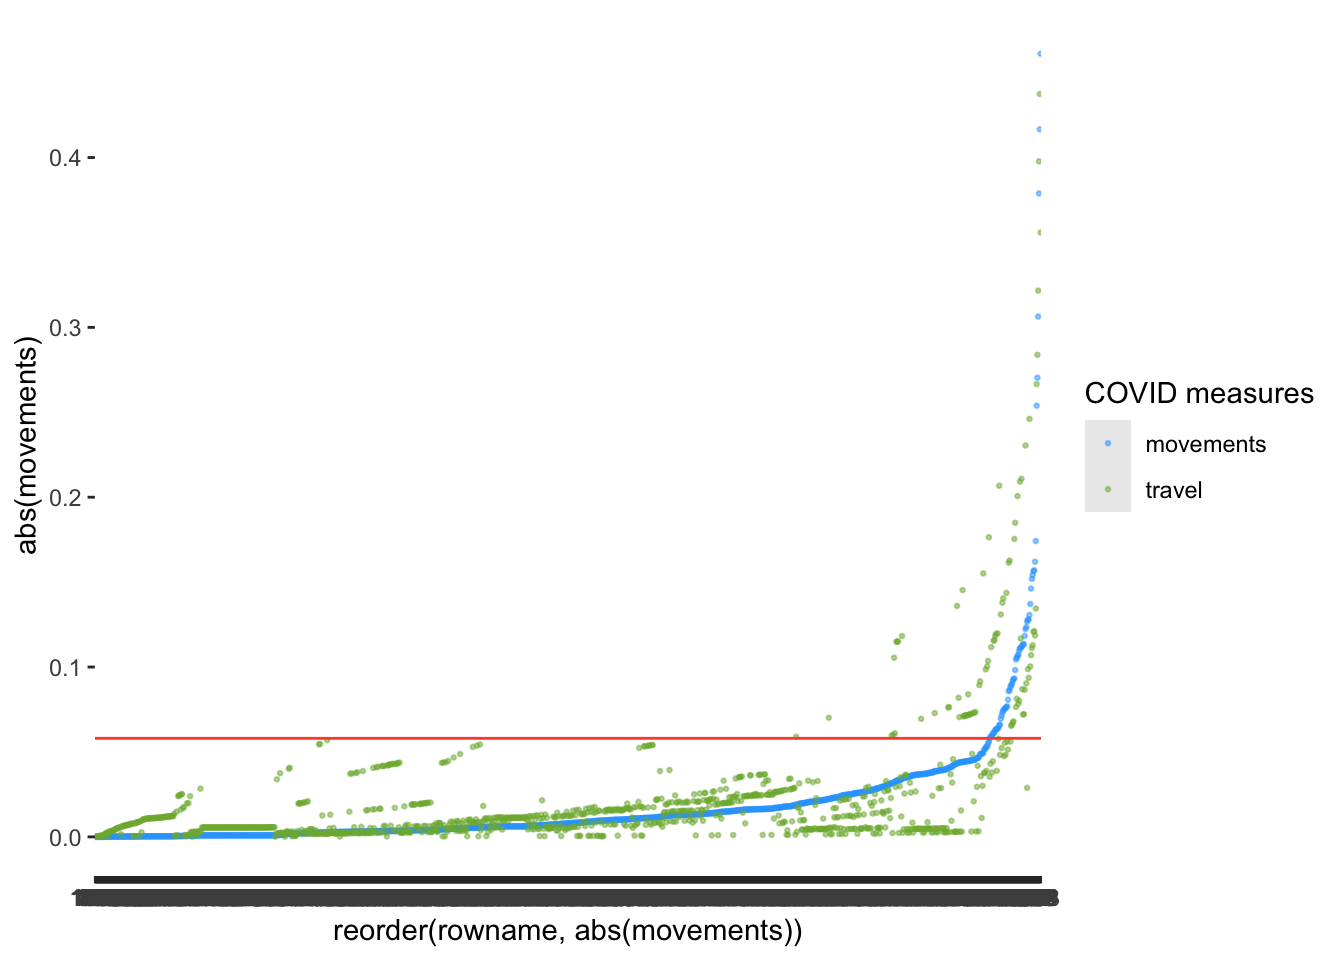 abs(movements)
0.4
0.3
0.2
0.1
0.0
reorder(rowname, abs(movements))
COVID measures
movements
travel